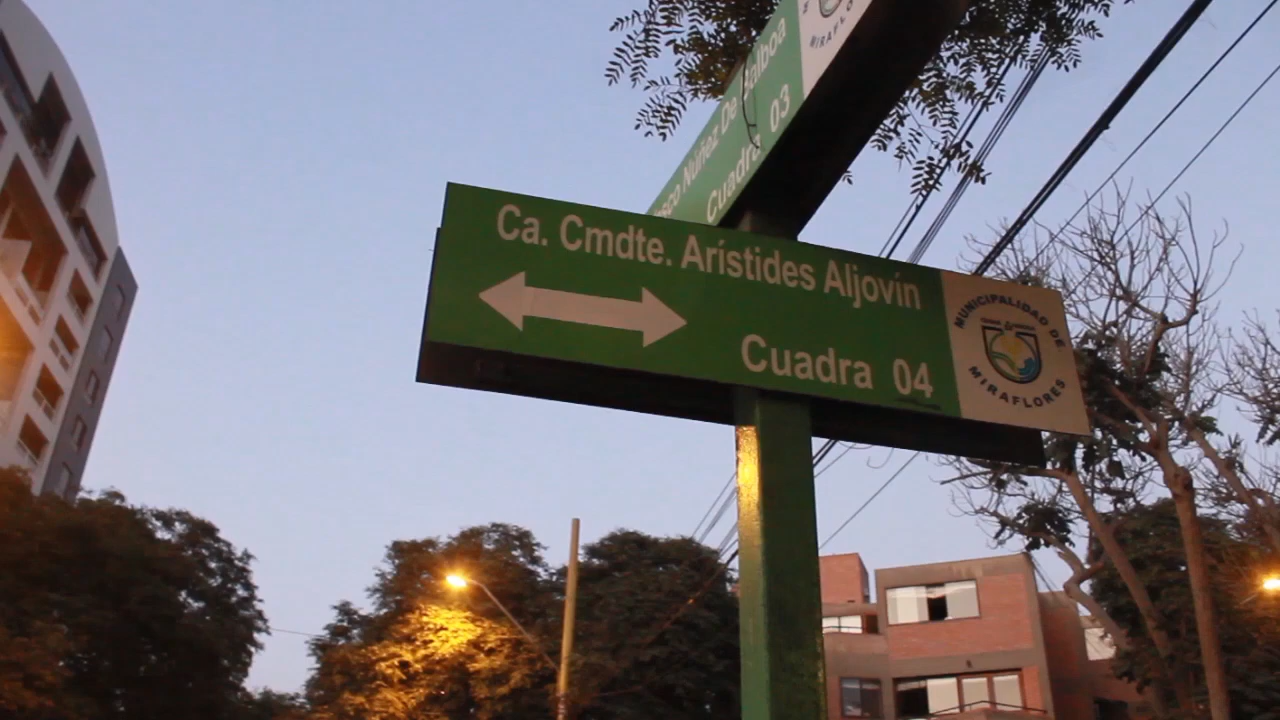 Núñez De Balboa
Cuadra 03
Ca. Cmdte. Arístides Aljovín
Cuadra 04
MUNICIPALIDAD DE
MIRAFLORES